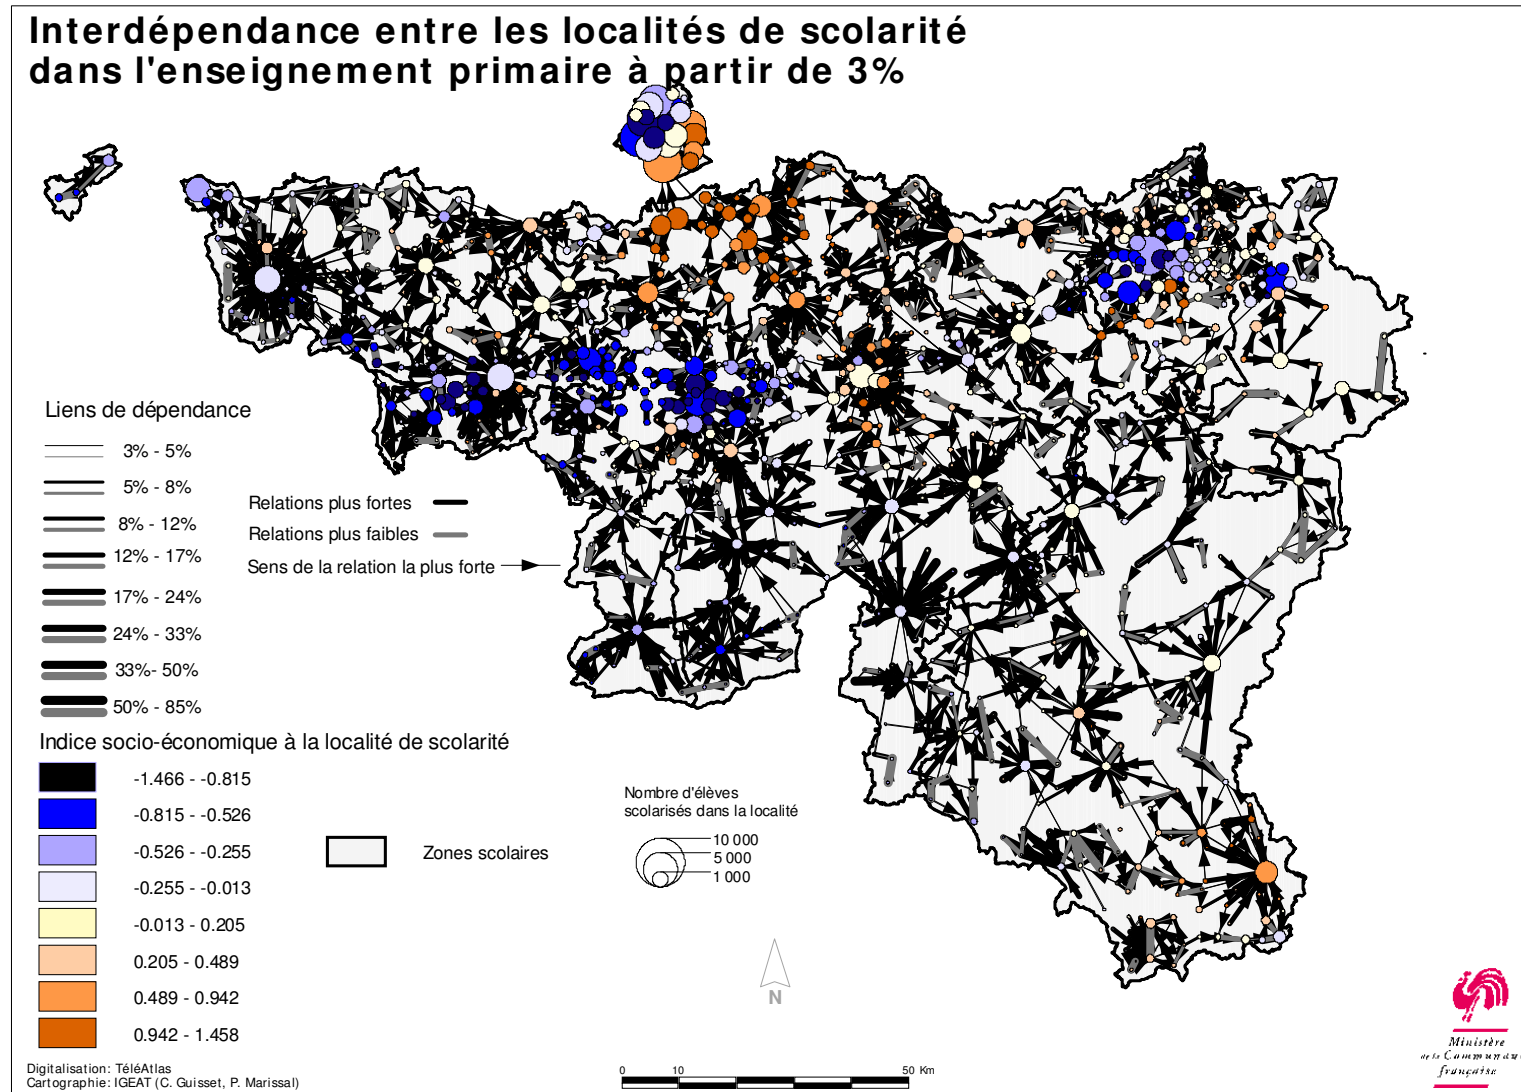 Interdépendance entre les localités de scolarité
dans l'enseignement primaire à partir de 3%
Liens de dépendance
3% - 5%
5% - 8%
8% - 12%
12% - 17%
17% - 24%
24% - 33%
33%- 50%
50% - 85%
Relations plus fortes
Relations plus faibles
Sens de la relation la plus forte
Indice socio-économique à la localité de scolarité
-1.466 - -0.815
-0.815 - -0.526
-0.526 - -0.255
-0.255 - -0.013
-0.013 - 0.205
0.205 - 0.489
0.489 - 0.942
0.942 - 1.458
Zones scolaires
Nombre d'élèves
scolarisés dans la localité
10 000
5 000
1 000
N
Digitalisation: TéléAtlas
Cartographie: IGEAT (C. Guisset, P. Marissal)
0 10 50 Km
Ministère
de la Communauté
française